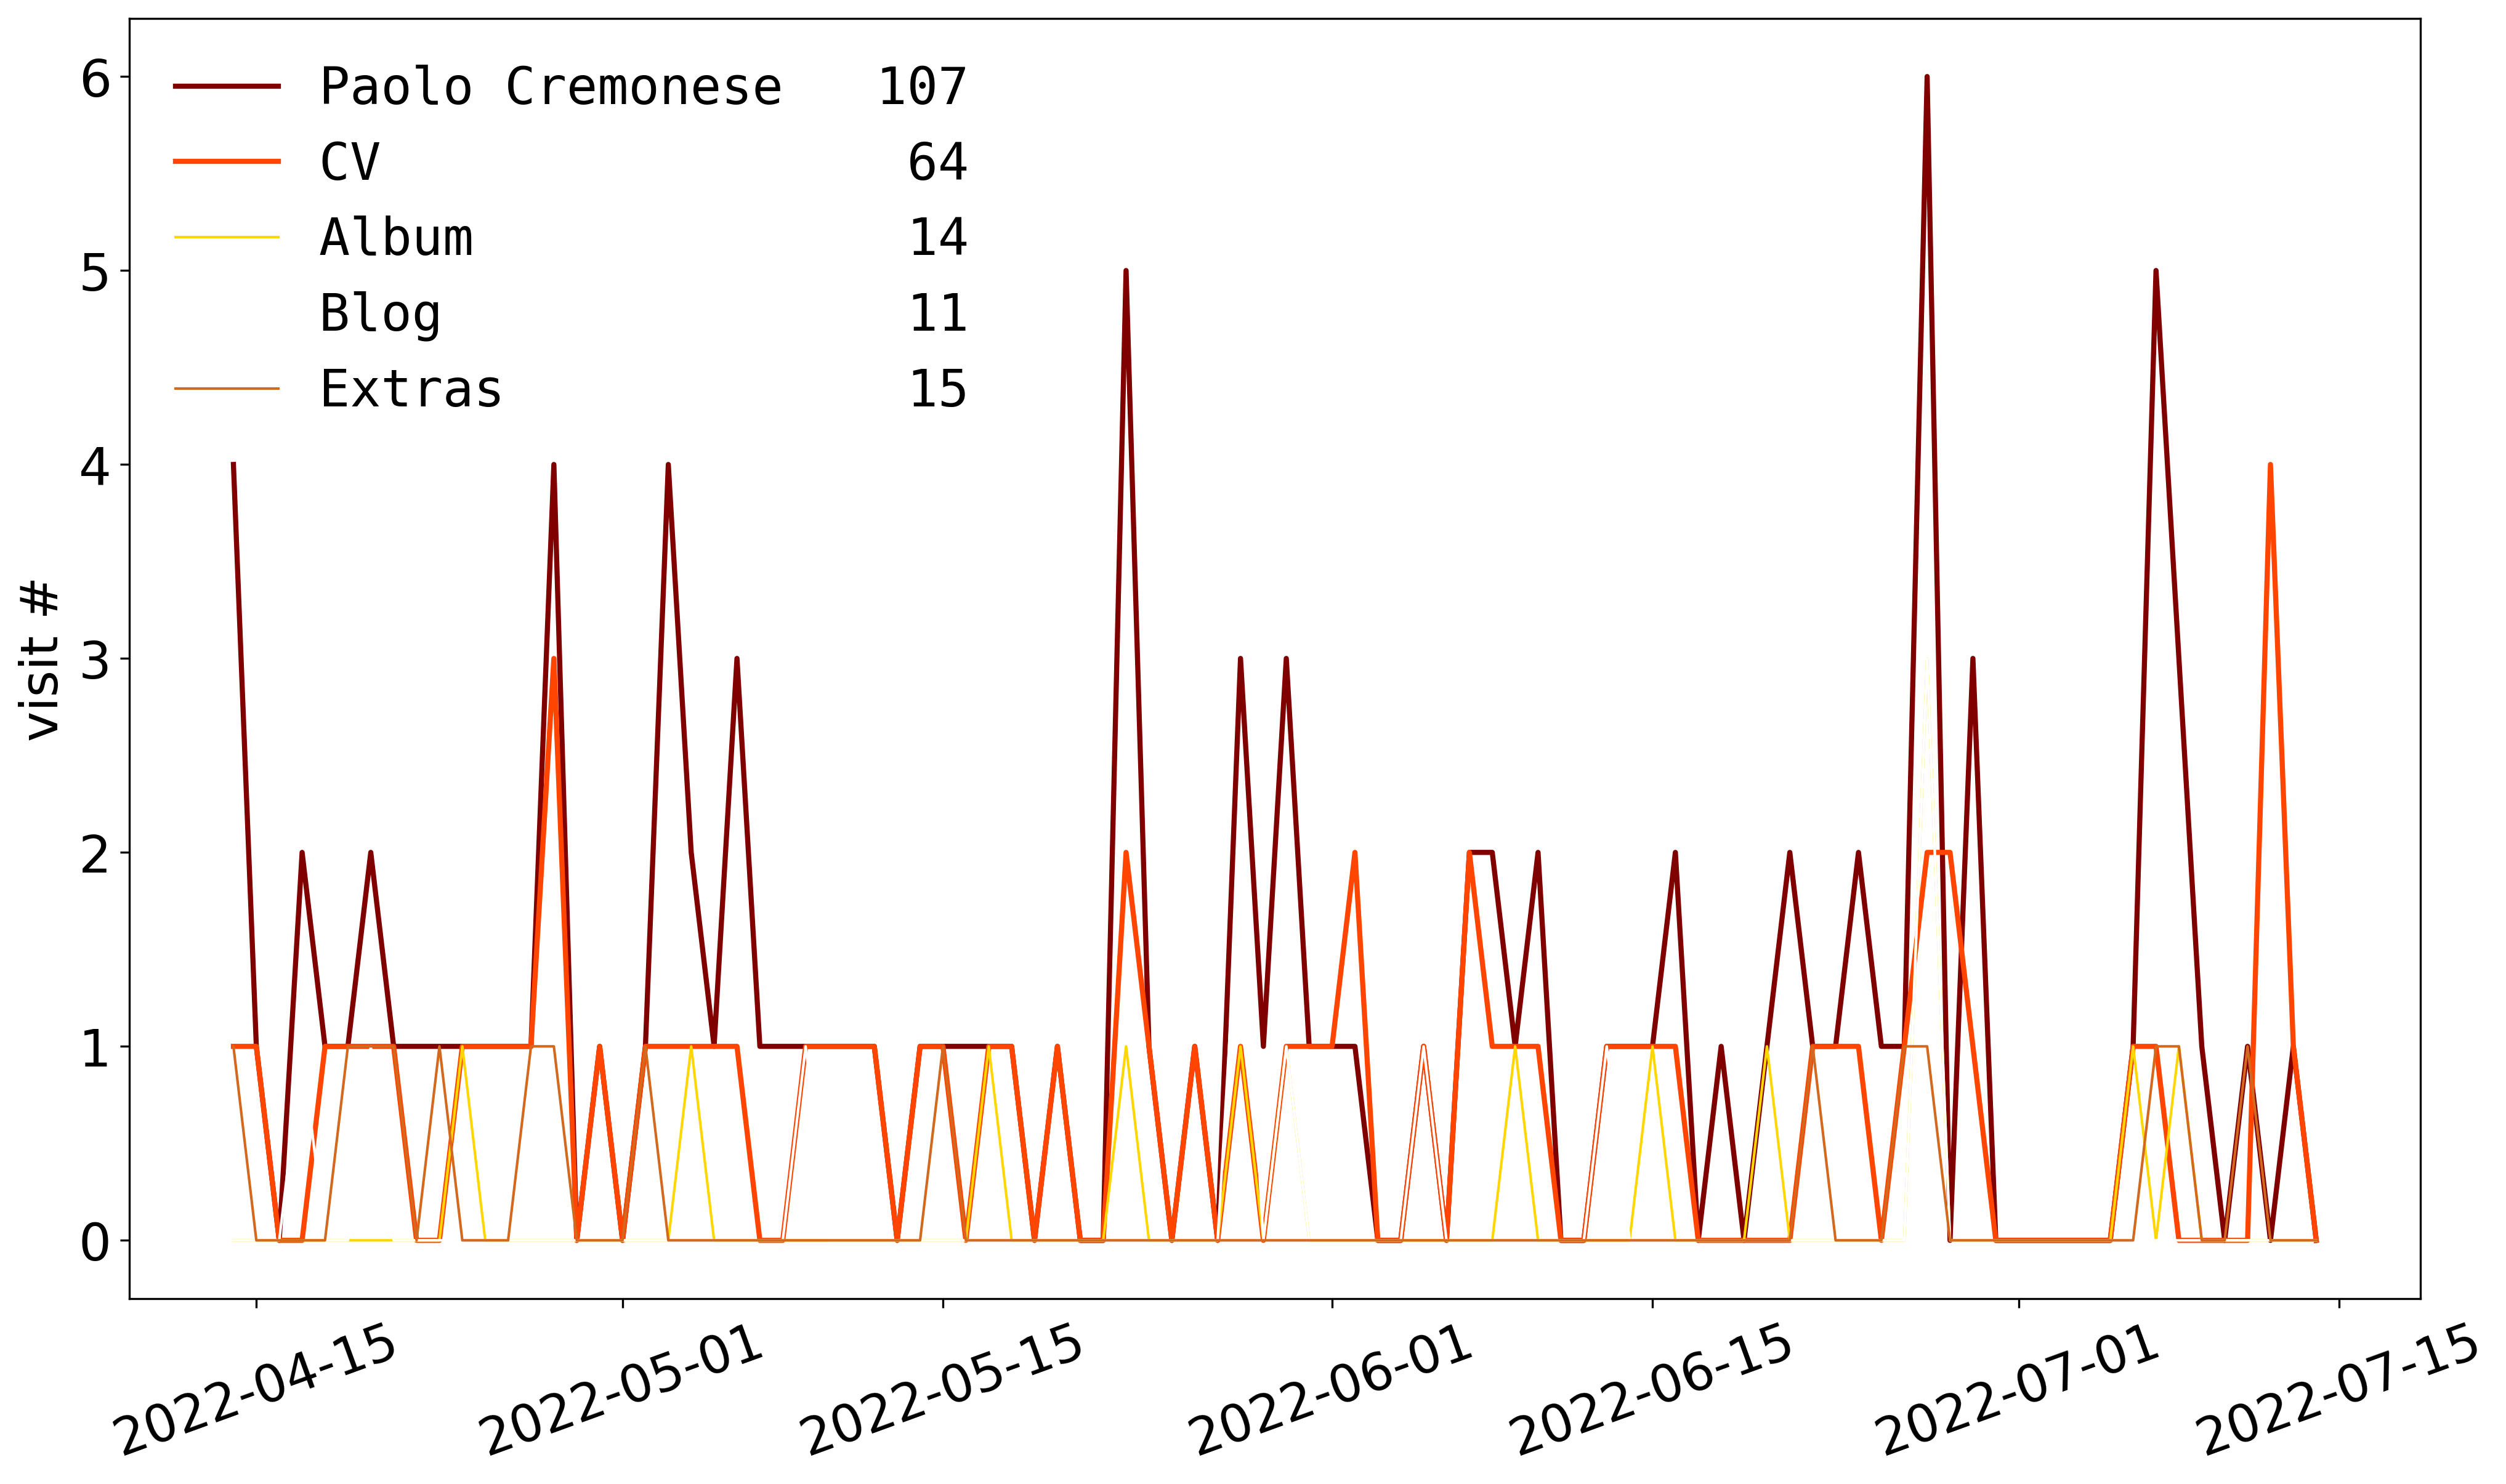 6
5
4
3
2
1
0
visit #
Paolo Cremonese 107
CV 64
Album 14
Blog 11
Extras 15
2022-04-15
2022-05-01
2022-05-15
2022-06-01
2022-06-15
2022-07-01
2022-07-15